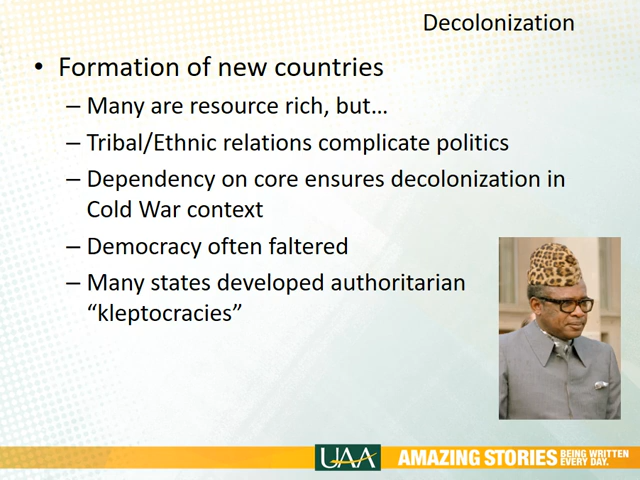 Decolonization
• Formation of new countries
– Many are resource rich, but…
– Tribal/Ethnic relations complicate politics
– Dependency on core ensures decolonization in
Cold War context
– Democracy often faltered
– Many states developed authoritarian
“kleptocracies”
UAA
AMAZING STORIES BEING WRITTEN
EVERY DAY.